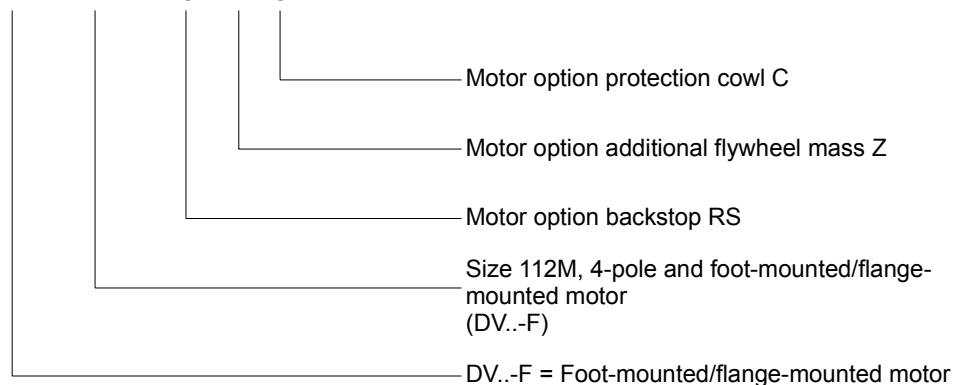 Motor option protection cowl C
Motor option additional flywheel mass Z
Motor option backstop RS
Size 112M, 4-pole and foot-mounted/flange-
mounted motor
(DV..-F)
DV..-F = Foot-mounted/flange-mounted motor